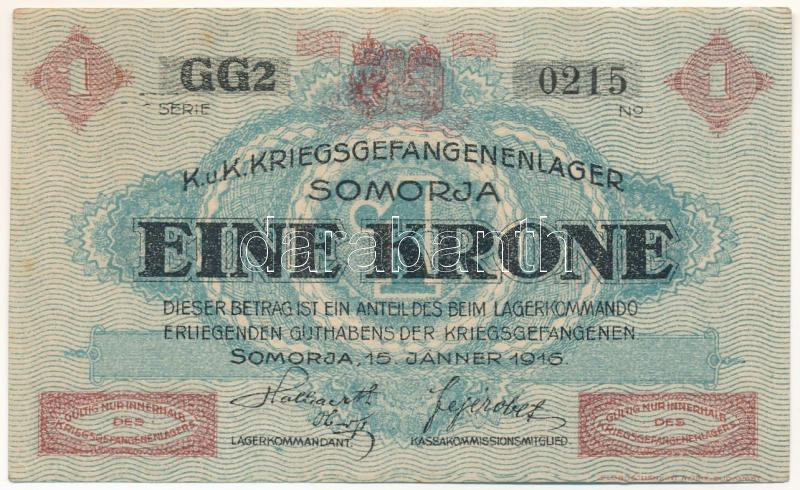 1 GG2 0215 1
SERIE No
K.u.K. KRIEGSGEFANGENENLAGER
SOMORJA
EINE KRONE
1
darabanth
DIESER BETRAG IST EIN ANTEIL DES BEIM LAGERKOMMANDO
ERLIEGENDEN GUTHABENS DER KRIEGSGEFANGENEN.
SOMORJA, 15. JÄNNER 1916.
GÜLTIG NUR INNERHALB
DES
KRIEGSGEFANGENENLAGERS
LAGERKOMMANDANT. KASSAKOMMISSIONSMITGLIED.
GÜLTIG NUR INNERHALB
DES
KRIEGSGEFANGENENLAGERS